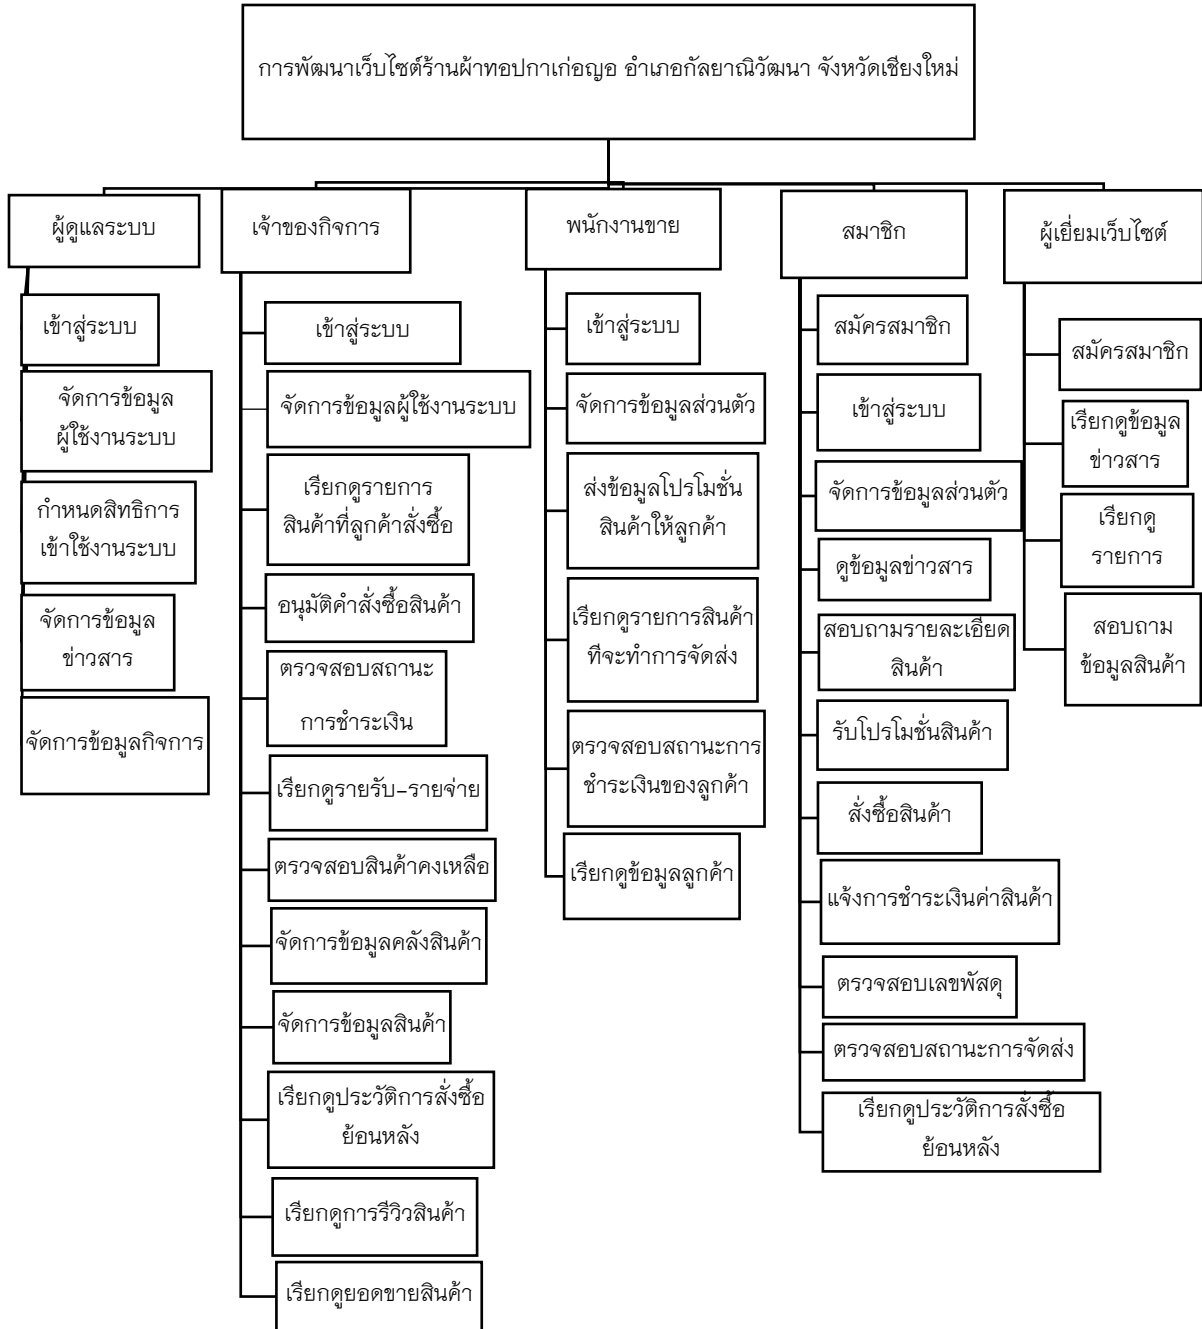 การพัฒนาเว็บไซต์ร้านผ้าทอปกาเก่อญอ อำเภอกัลยาณิวัฒนา จังหวัดเชียงใหม่
ผู้ดูแลระบบ
เข้าสู่ระบบ
จัดการข้อมูล
ผู้ใช้งานระบบ
กำหนดสิทธิการ
เข้าใช้งานระบบ
จัดการข้อมูล
ข่าวสาร
จัดการข้อมูลกิจการ
เจ้าของกิจการ
เข้าสู่ระบบ
จัดการข้อมูลผู้ใช้งานระบบ
เรียกดูรายการ
สินค้าที่ลูกค้าสั่งซื้อ
อนุมัติคำสั่งซื้อสินค้า
ตรวจสอบสถานะ
การชำระเงิน
เรียกดูรายรับ-รายจ่าย
ตรวจสอบสินค้าคงเหลือ
จัดการข้อมูลคลังสินค้า
จัดการข้อมูลสินค้า
เรียกดูประวัติการสั่งซื้อ
ย้อนหลัง
เรียกดูการรีวิวสินค้า
เรียกดูยอดขายสินค้า
พนักงานขาย
เข้าสู่ระบบ
จัดการข้อมูลส่วนตัว
ส่งข้อมูลโปรโมชั่น
สินค้าให้ลูกค้า
เรียกดูรายการสินค้า
ทีจะทำการจัดส่ง
ตรวจสอบสถานะการ
ชำระเงินของลูกค้า
เรียกดูข้อมูลลูกค้า
สมาชิก
สมัครสมาชิก
เข้าสู่ระบบ
จัดการข้อมูลส่วนตัว
ดูข้อมูลข่าวสาร
สอบถามรายละเอียด
สินค้า
รับโปรโมชั่นสินค้า
สั่งซื้อสินค้า
แจ้งการชำระเงินค่าสินค้า
ตรวจสอบเลขพัสดุ
ตรวจสอบสถานะการจัดส่ง
เรียกดูประวัติการสั่งซื้อ
ย้อนหลัง
ผู้เยี่ยมเว็บไซต์
สมัครสมาชิก
เรียกดูข้อมูล
ข่าวสาร
เรียกดู
รายการ
สอบถาม
ข้อมูลสินค้า